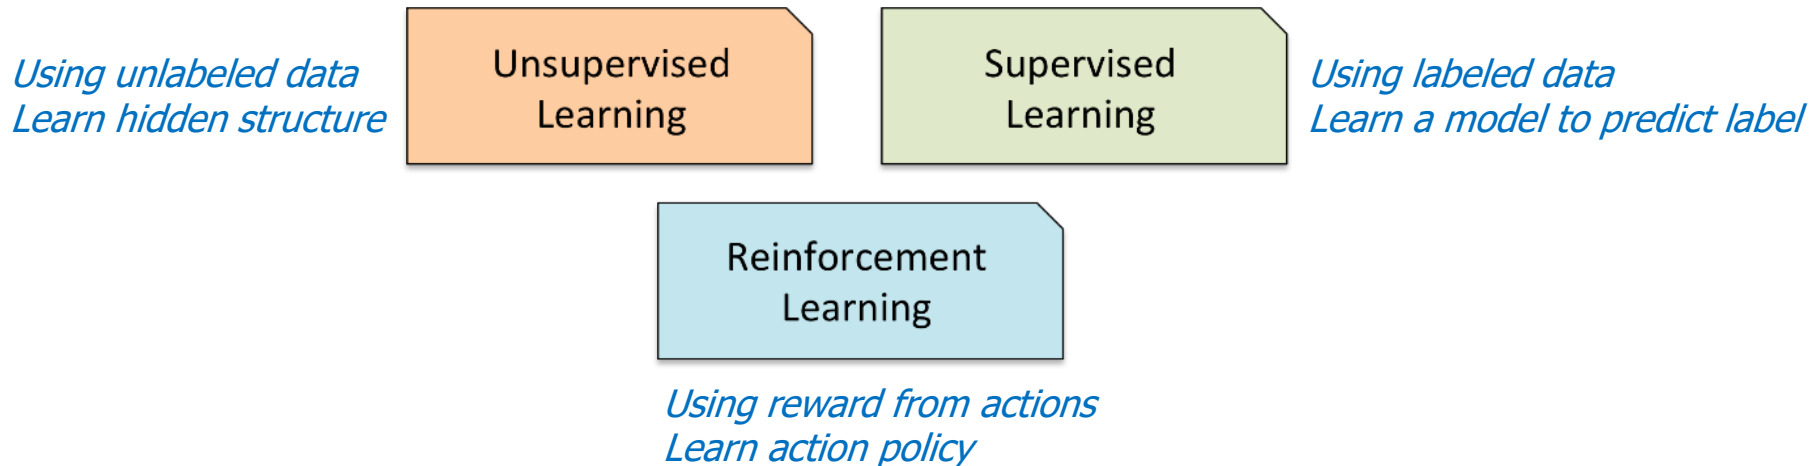 Using unlabeled data
Learn hidden structure
Unsupervised
Learning
Supervised
Learning
Using labeled data
Learn a model to predict label
Reinforcement
Learning
Using reward from actions
Learn action policy